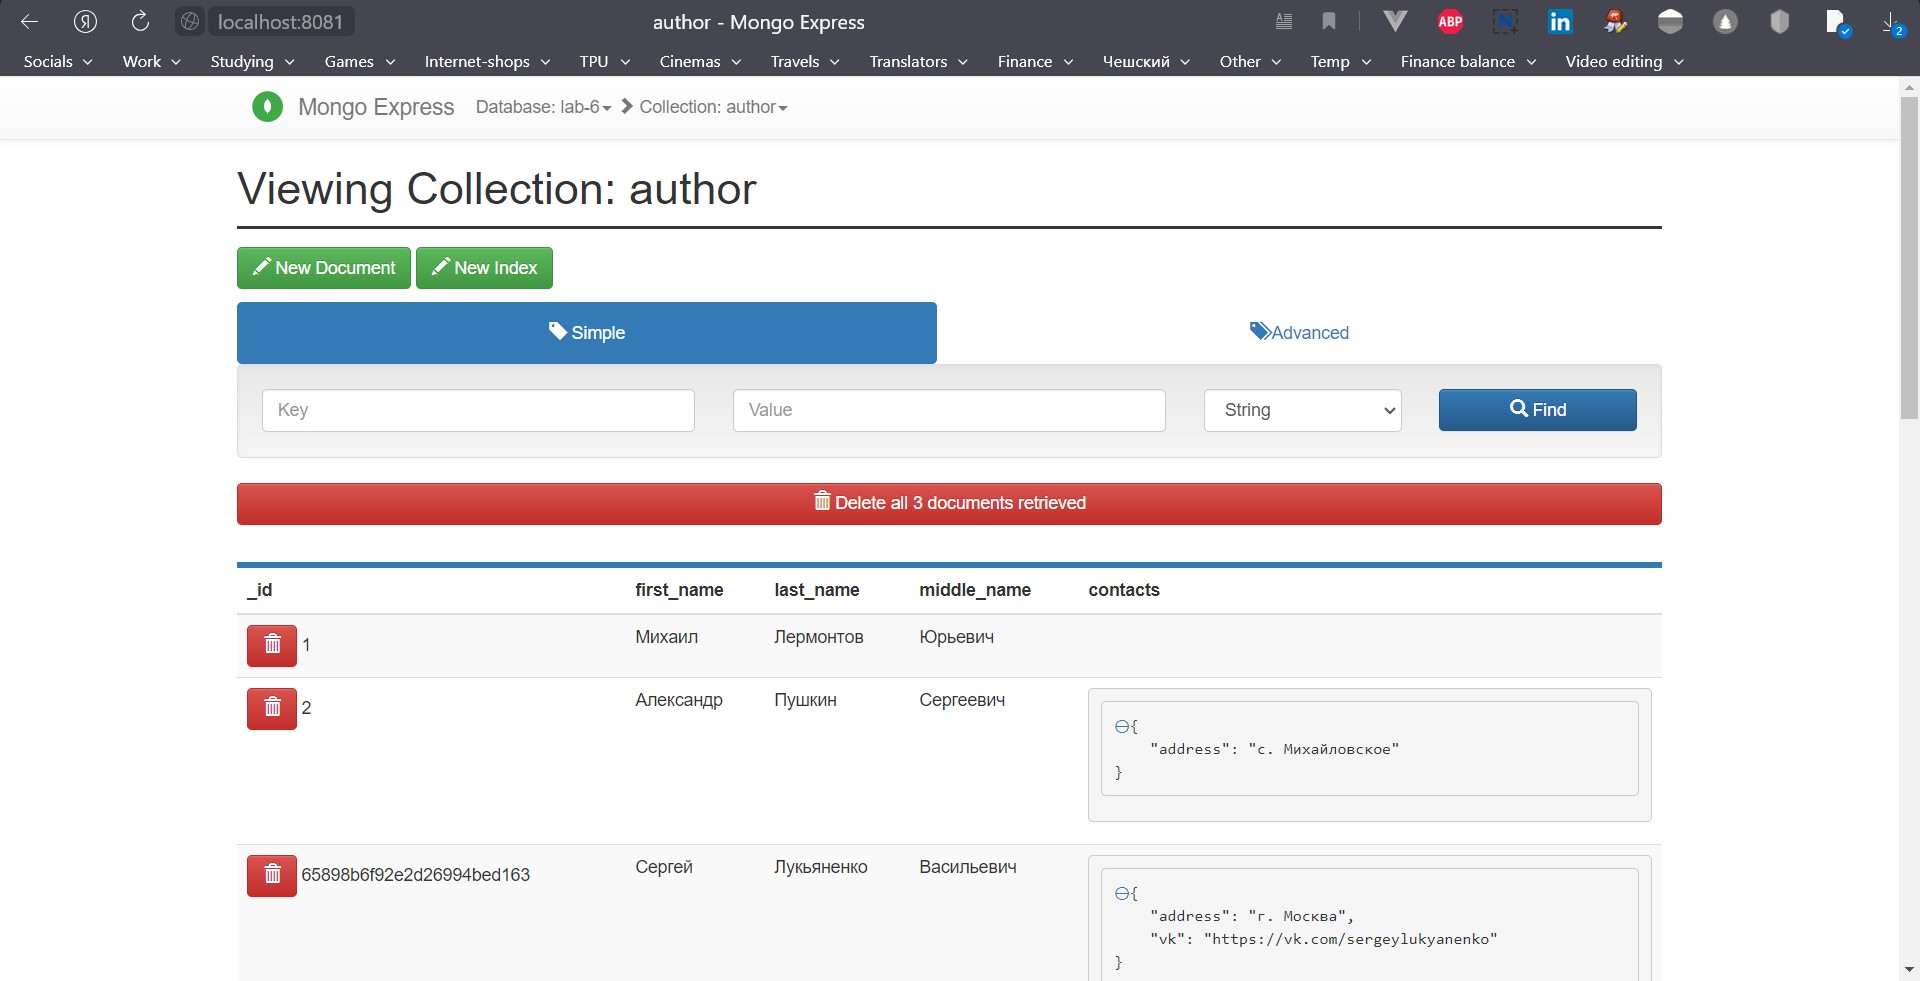 localhost:8081 author - Mongo Express ABP in 2
Socials Work Studying Games Internet-shops TPU Cinemas Travels Translators Finance Чешский Other Temp Finance balance Video editing
Mongo Express Database: lab-6 Collection: author
Viewing Collection: author
New Document New Index
Simple Advanced
Key Value String Find
Delete all 3 documents retrieved
_id first_name last_name middle_name contacts
1 Михаил Лермонтов Юрьевич
2 Александр Пушкин Сергеевич
{
"address": "с. Михайловское"
}
65898b6f92e2d26994bed163 Сергей Лукьяненко Васильевич
{
"address": "г. Москва",
"vk": "https://vk.com/sergeylukyanenko"
}